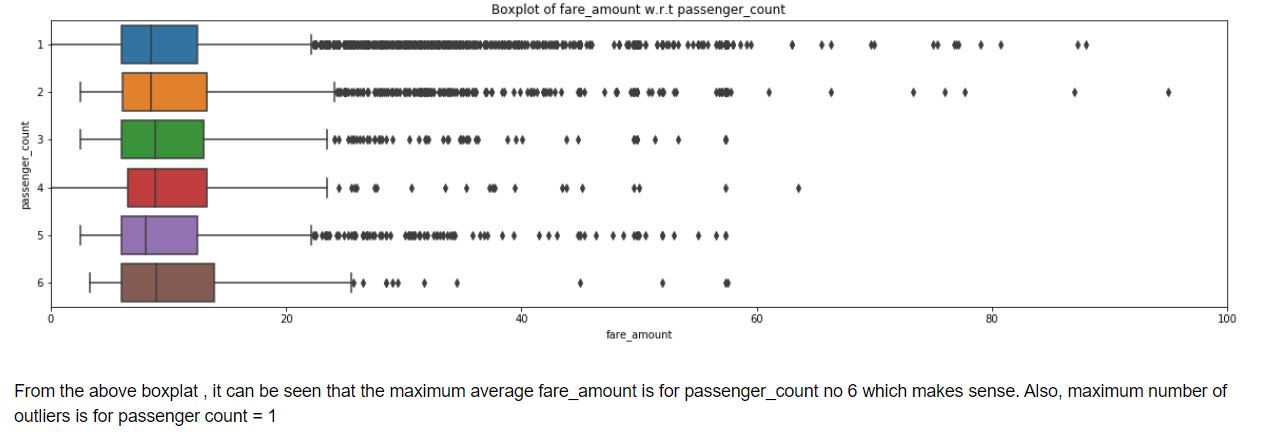 Boxplot of fare_amount w.r.t passenger_count
passenger_count
1
2
3
4
5
6
0 20 40 60 80 100
fare_amount
From the above boxplat , it can be seen that the maximum average fare_amount is for passenger_count no 6 which makes sense. Also, maximum number of
outliers is for passenger count = 1